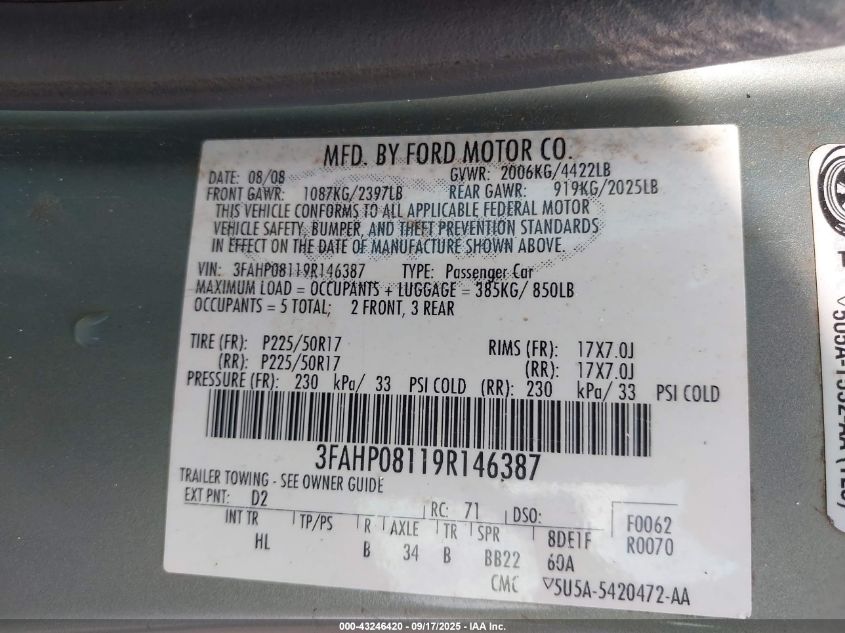 MFD. BY FORD MOTOR CO.
DATE: 08/08 GVWR: 2006KG/4422LB
FRONT GAWR: 1087KG/2397LB REAR GAWR: 919KG/2025LB
THIS VEHICLE CONFORMS TO ALL APPLICABLE FEDERAL MOTOR
VEHICLE SAFETY, BUMPER, AND THEFT PREVENTION STANDARDS
IN EFFECT ON THE DATE OF MANUFACTURE SHOWN ABOVE.
VIN: 3FAHP08119R146387 TYPE: Passenger Car
MAXIMUM LOAD = OCCUPANTS + LUGGAGE = 385KG/ 850LB
OCCUPANTS = 5 TOTAL; 2 FRONT, 3 REAR
TIRE (FR): P225/50R17 RIMS (FR): 17X7.0J
(RR): P225/50R17 (RR): 17X7.0J
PRESSURE (FR): 230 kPa/ 33 PSI COLD (RR): 230 kPa/ 33 PSI COLD
3FAHP08119R146387
TRAILER TOWING - SEE OWNER GUIDE
EXT PNT: D2 RC: 71 DSO:
INT TR TP/PS R AXLE TR SPR 8DE1F F0062
HL B 34 B BB22 60A R0070
CMC 5U5A-5420472-AA
000-43246420 — 09/17/2025 — IAA Inc.